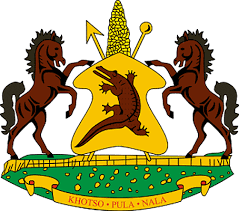 KHOTSO • PULA • NALA